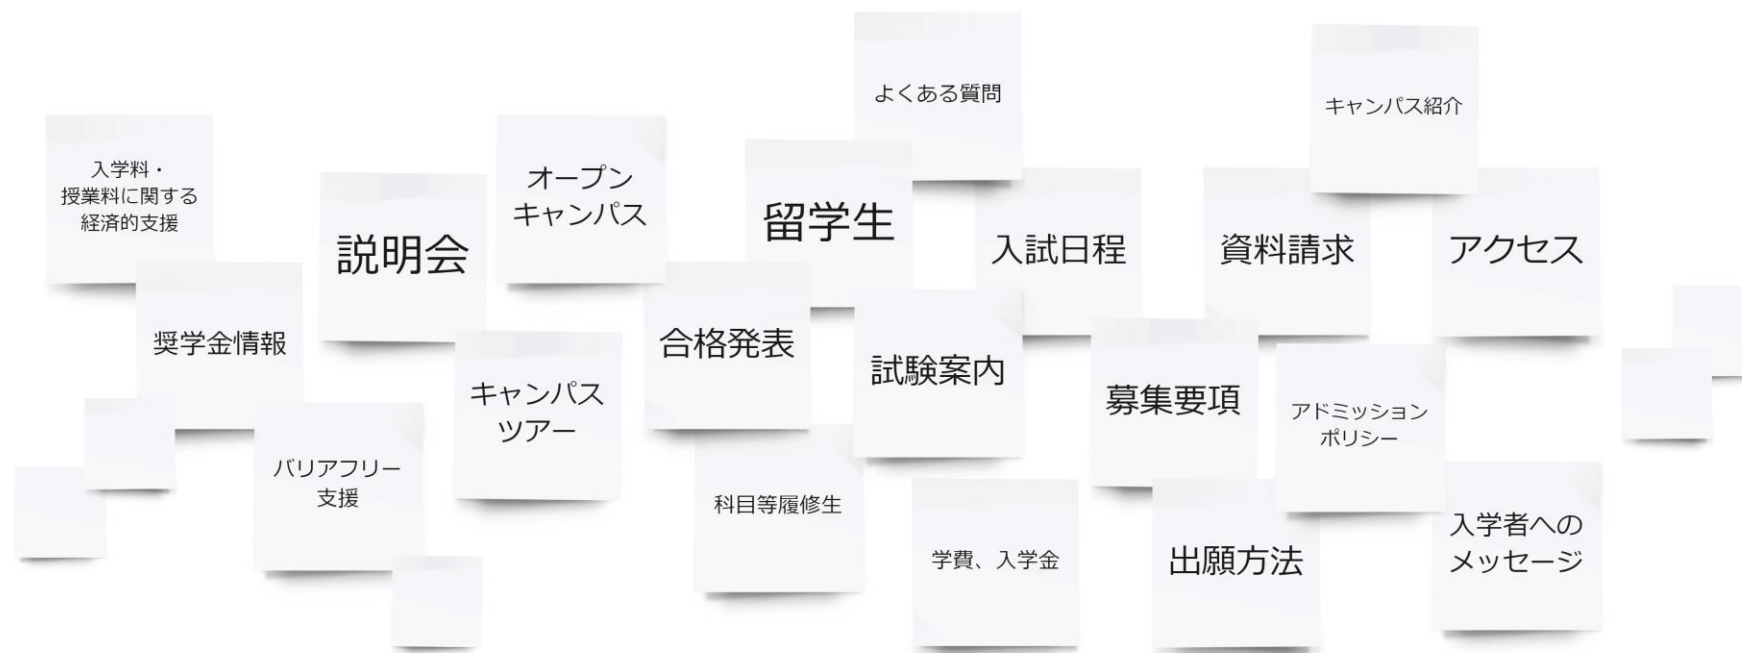 よくある質問
キャンパス紹介
入学料・
授業料に関する
経済的支援
オープン
キャンパス
留学生
説明会
入試日程
資料請求
アクセス
奨学金情報
合格発表
試験案内
キャンパス
ツアー
募集要項
アドミッション
ポリシー
バリアフリー
支援
科目等履修生
学費、入学金
出願方法
入学者への
メッセージ